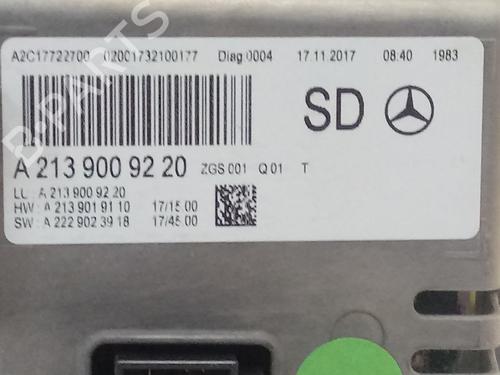 A2C17722700 02001732100177 Diag:0004 17.11.2017 08:40 1983
SD
A 213 900 92 20 ZGS 001 Q 01 T
LU : A 213 900 92 20
HW : A 213 901 91 10 17/15.00
SW : A 222 902 39 18 17/45.00
B-PARTS